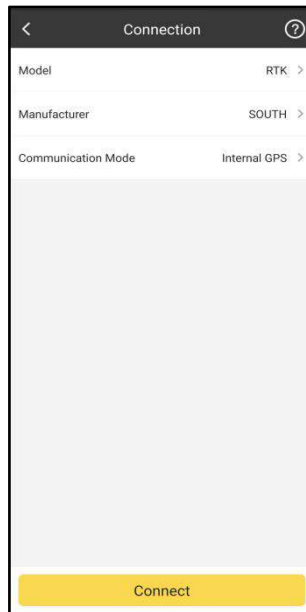 Connection ?
Model RTK >
Manufacturer SOUTH >
Communication Mode Internal GPS >
Connect